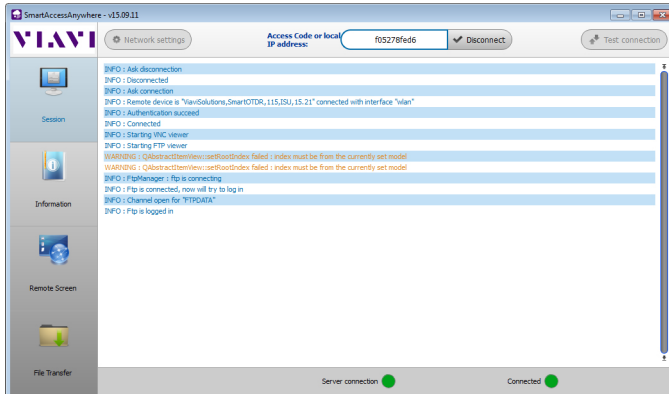 SmartAccessAnywhere - v15.09.11
VIAVI
Network settings
Access Code or local IP address:
f05278fed6
Disconnect
Test connection
Session
Information
Remote Screen
File Transfer
INFO : Ask disconnection
INFO : Disconnected
INFO : Ask connection
INFO : Remote device is "ViaviSolutions,SmartOTDR,115,ISU,15.21" connected with interface "wlan"
INFO : Authentication succeed
INFO : Connected
INFO : Starting VNC viewer
INFO : Starting FTP viewer
WARNING : QAbstractItemView::setRootIndex failed : index must be from the currently set model
WARNING : QAbstractItemView::setRootIndex failed : index must be from the currently set model
INFO : FtpManager : ftp is connecting
INFO : Ftp is connected, now will try to log in
INFO : Channel open for "FTPDATA"
INFO : Ftp is logged in
Server connection
Connected